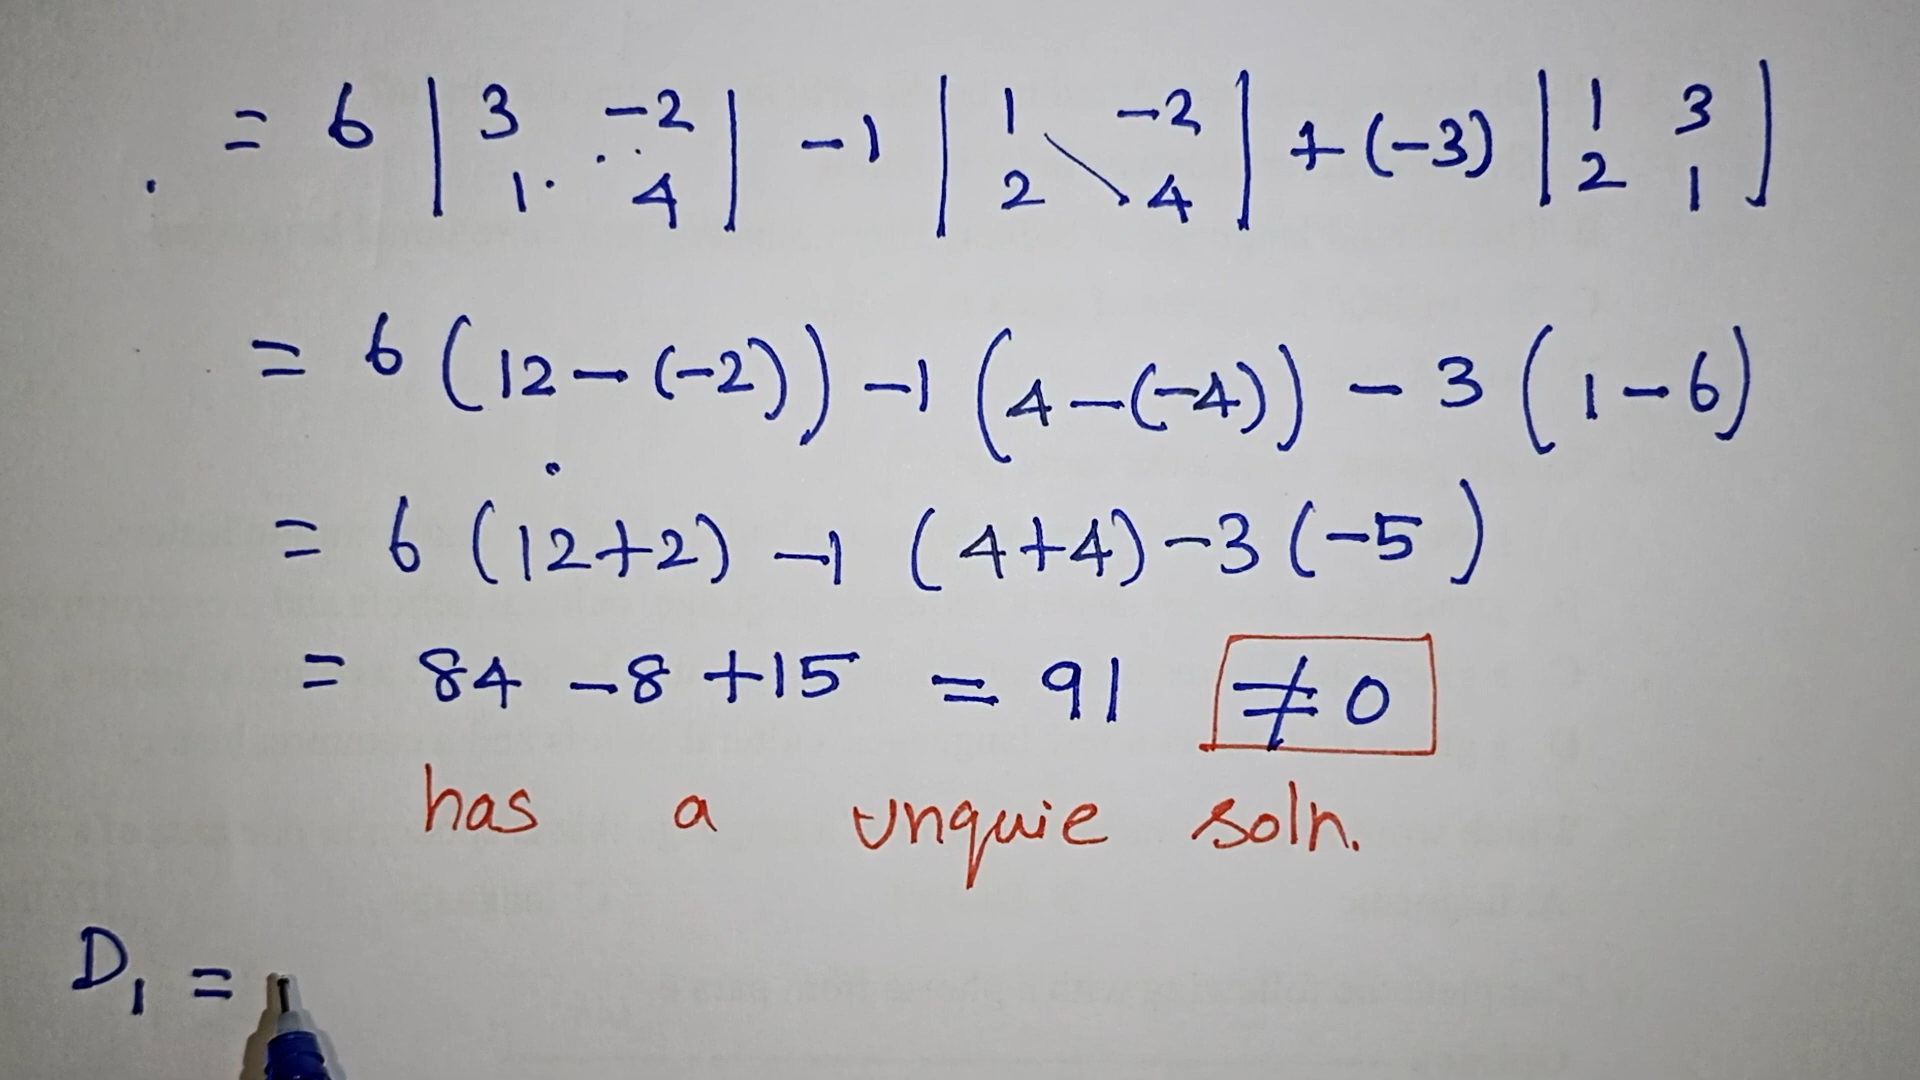 = 6 | 3 -2 | -1 | 1 -2 | + (-3) | 1 3 |
1 4 2 4 2 1
= 6 (12-(-2)) -1 (4-(-4)) - 3 (1-6)
= 6 (12+2) -1 (4+4) -3 (-5)
= 84 -8 +15 = 91 ≠ 0
has a unquie soln.
D₁ =